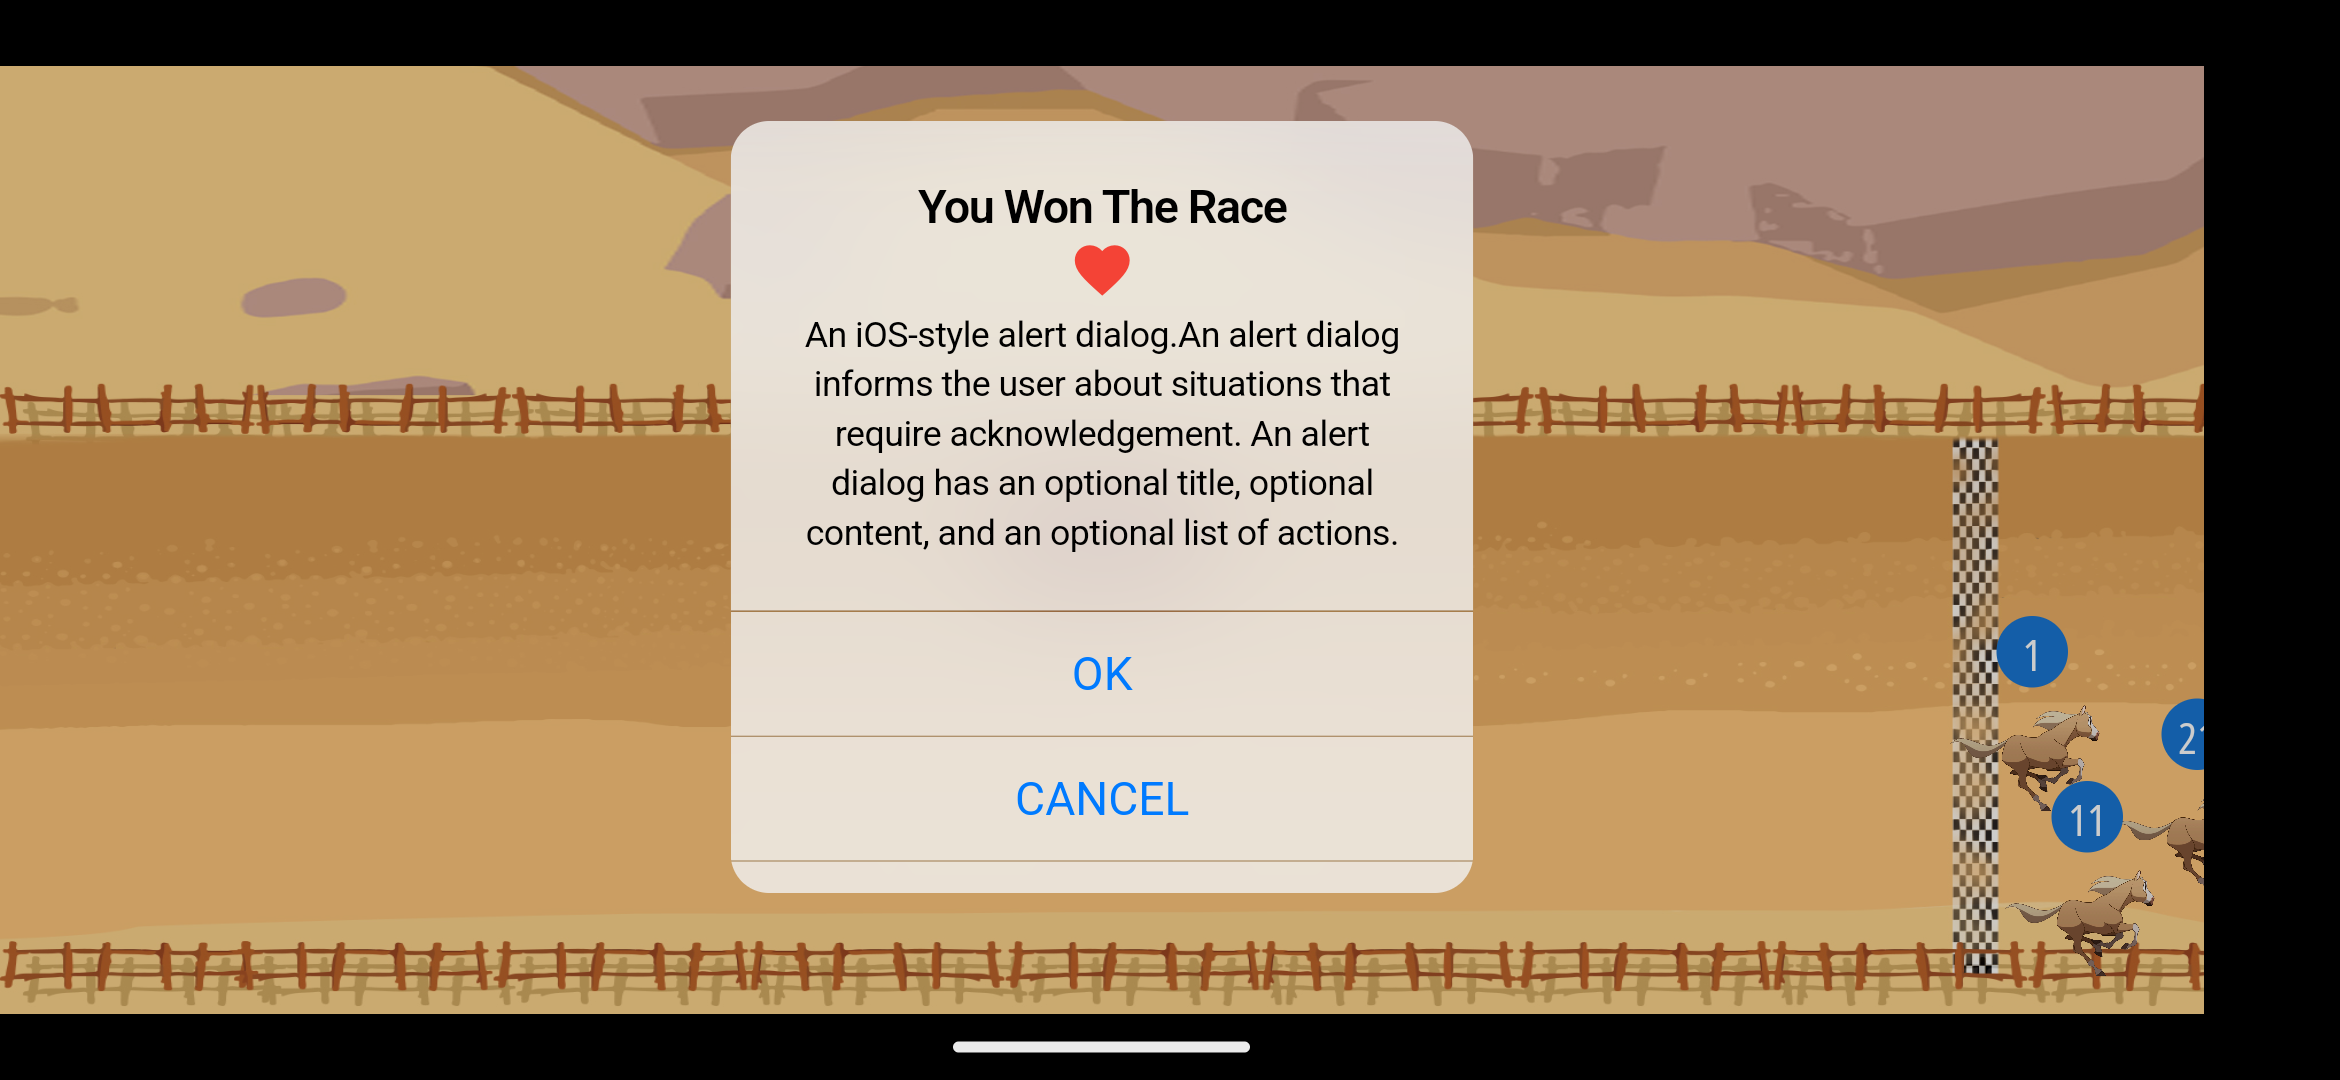 You Won The Race
An iOS-style alert dialog.An alert dialog
informs the user about situations that
require acknowledgement. An alert
dialog has an optional title, optional
content, and an optional list of actions.
OK
CANCEL
1
11